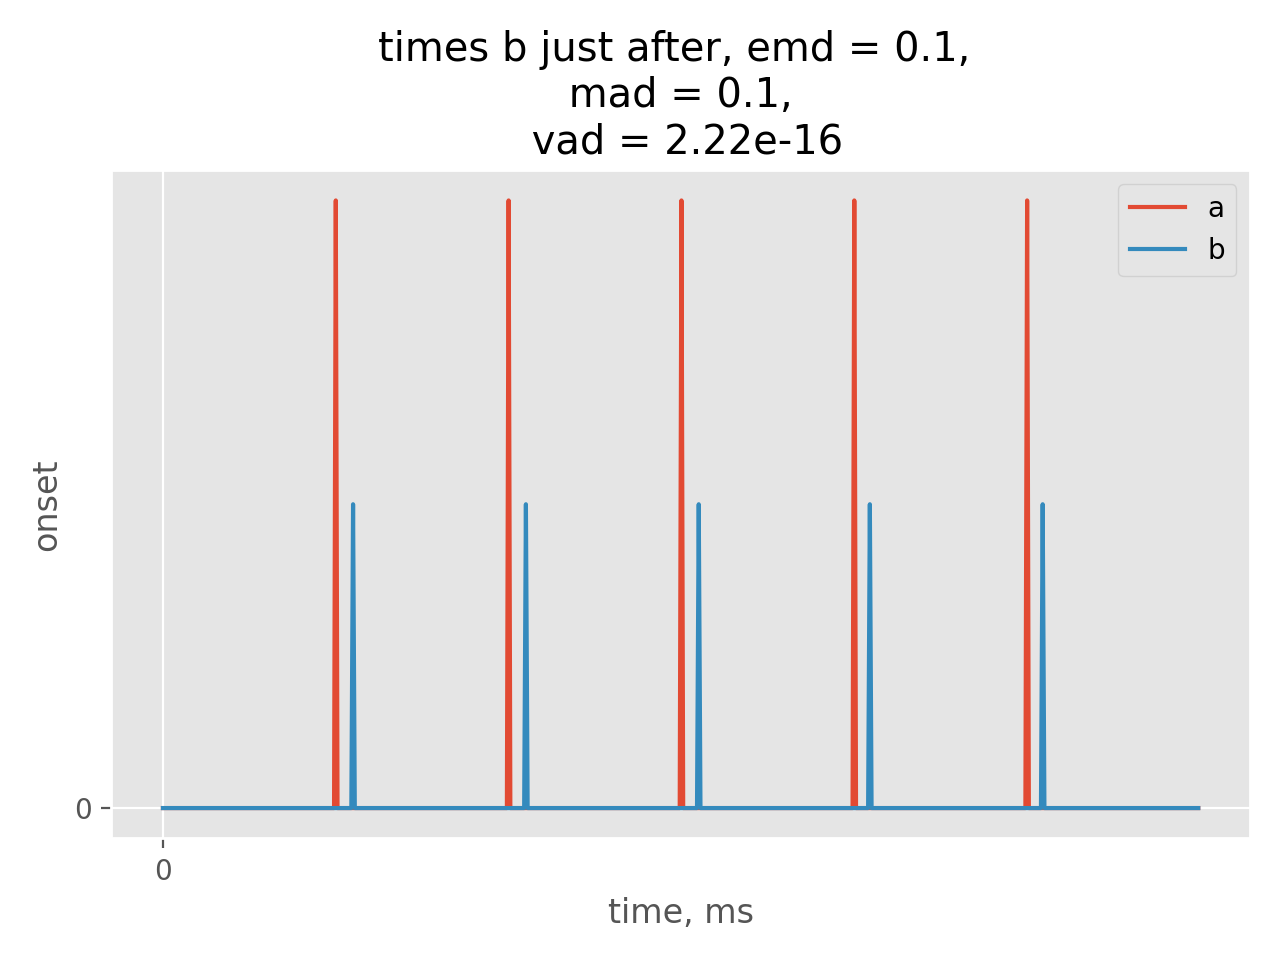 times b just after, emd = 0.1,
mad = 0.1,
vad = 2.22e-16
a
b
onset
0
0
time, ms